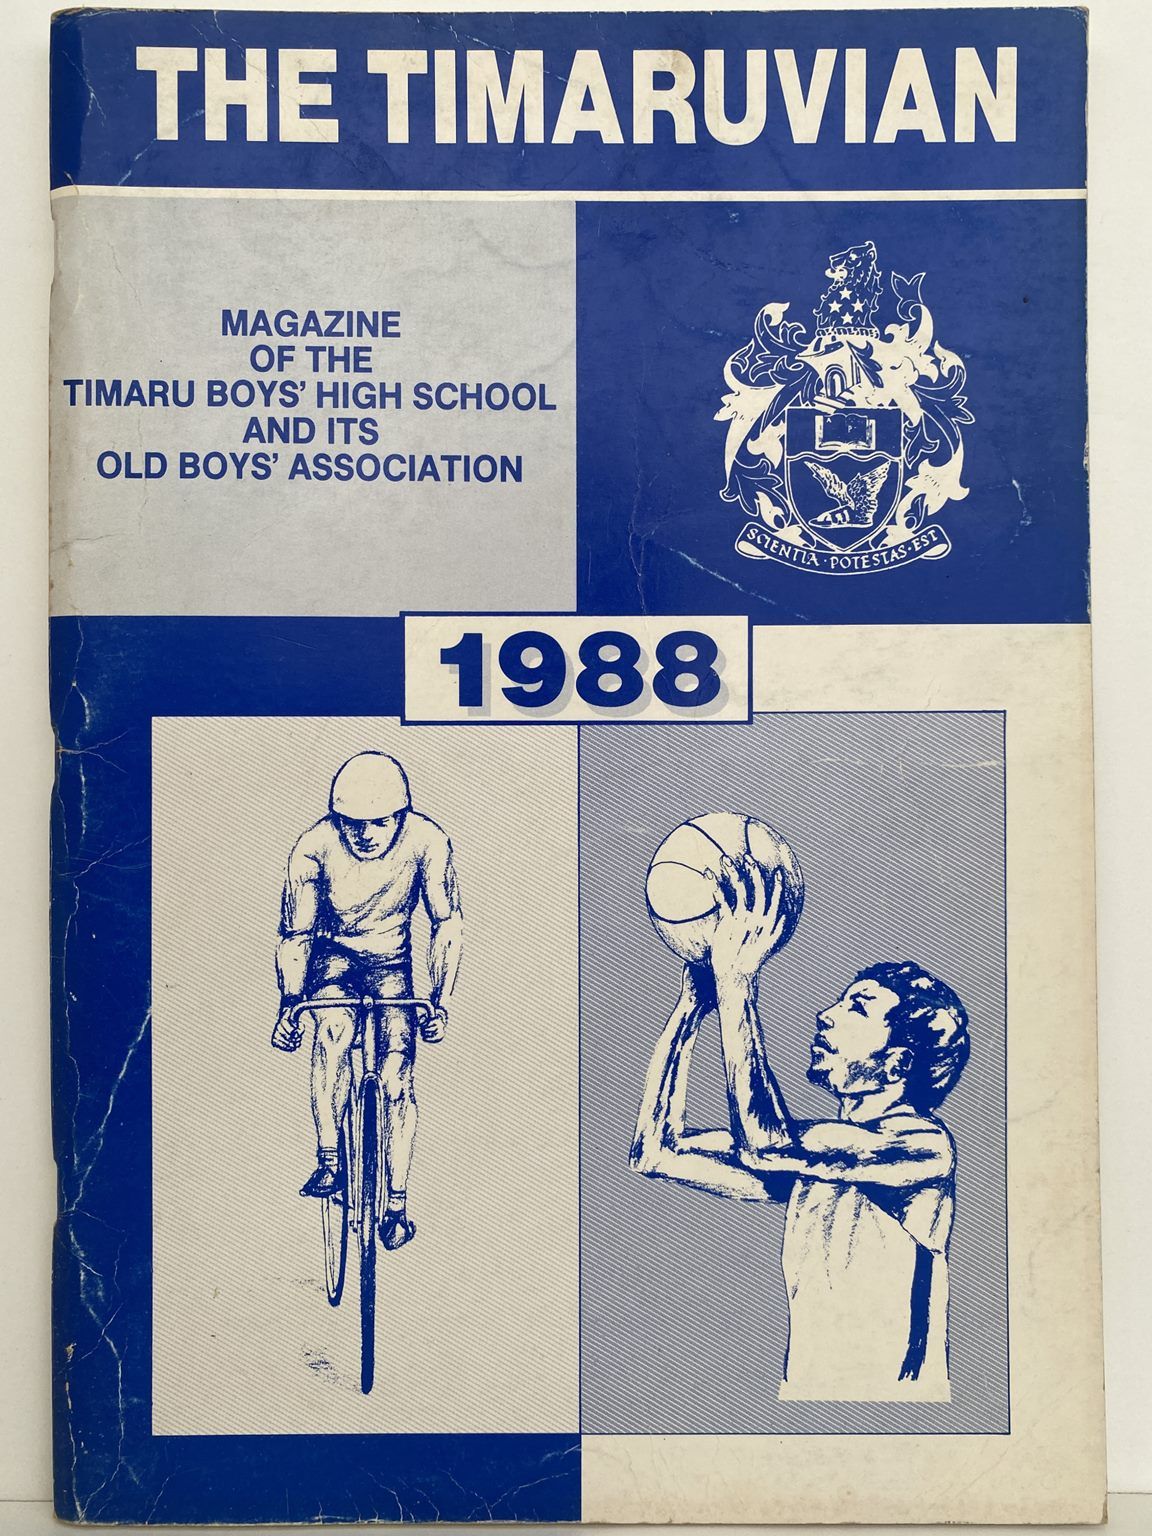 THE TIMARUVIAN
MAGAZINE
OF THE
TIMARU BOYS' HIGH SCHOOL
AND ITS
OLD BOYS' ASSOCIATION
SCIENTIA · POTESTAS · EST
1988